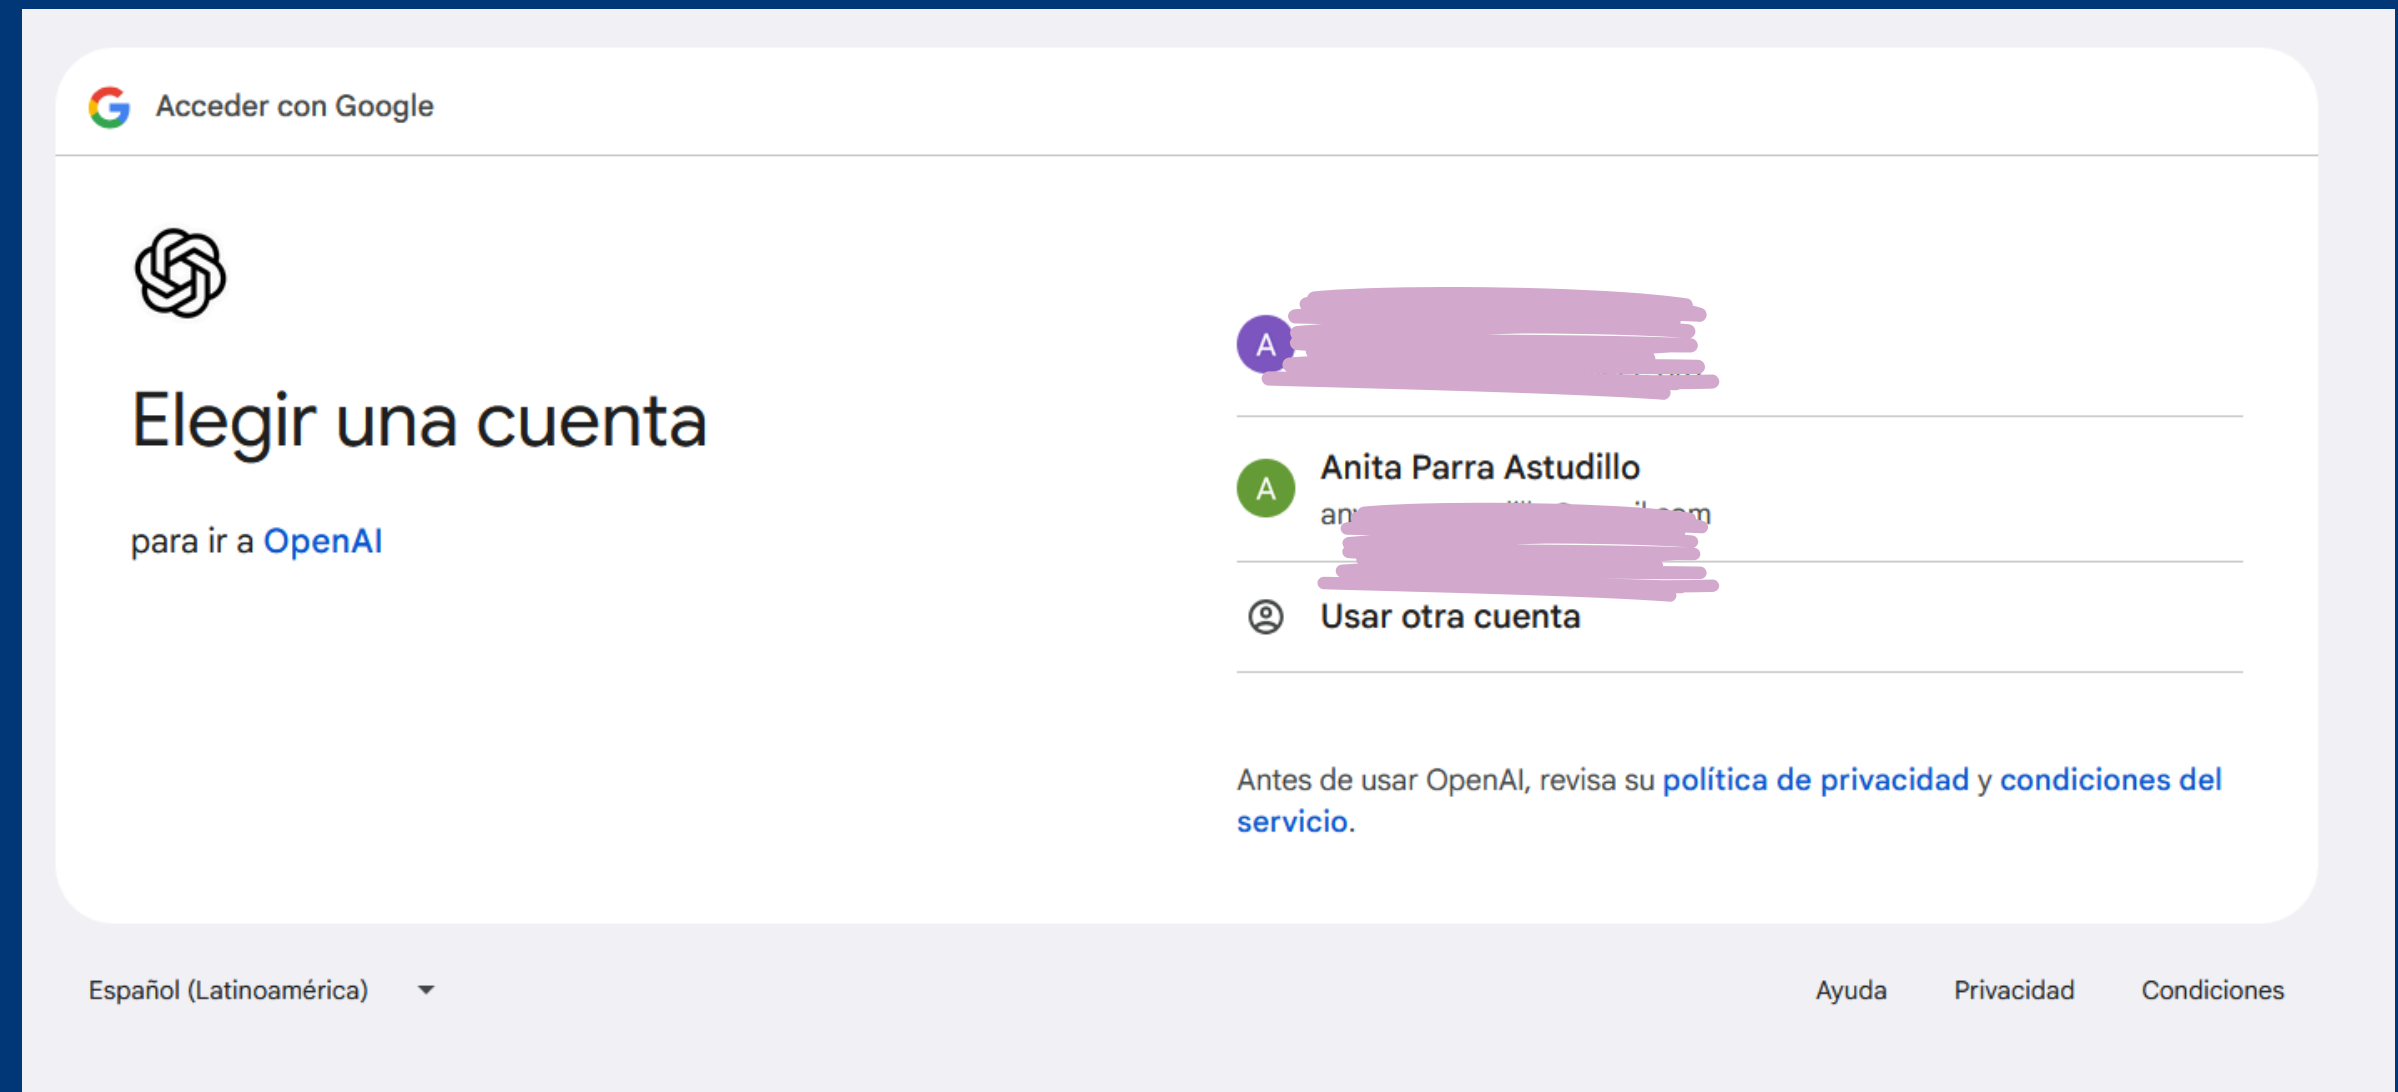 Acceder con Google
Elegir una cuenta
para ir a OpenAI
A
A
Anita Parra Astudillo
Usar otra cuenta
Antes de usar OpenAI, revisa su política de privacidad y condiciones del
servicio.
Español (Latinoamérica)
Ayuda Privacidad Condiciones